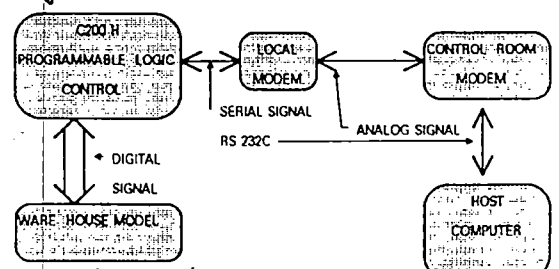 C200 H
PROGRAMMABLE LOGIC
CONTROL
LOCAL
MODEM
CONTROL ROOM
MODEM
SERIAL SIGNAL
RS 232C
ANALOG SIGNAL
DIGITAL
SIGNAL
WARE HOUSE MODEL
HOST
COMPUTER